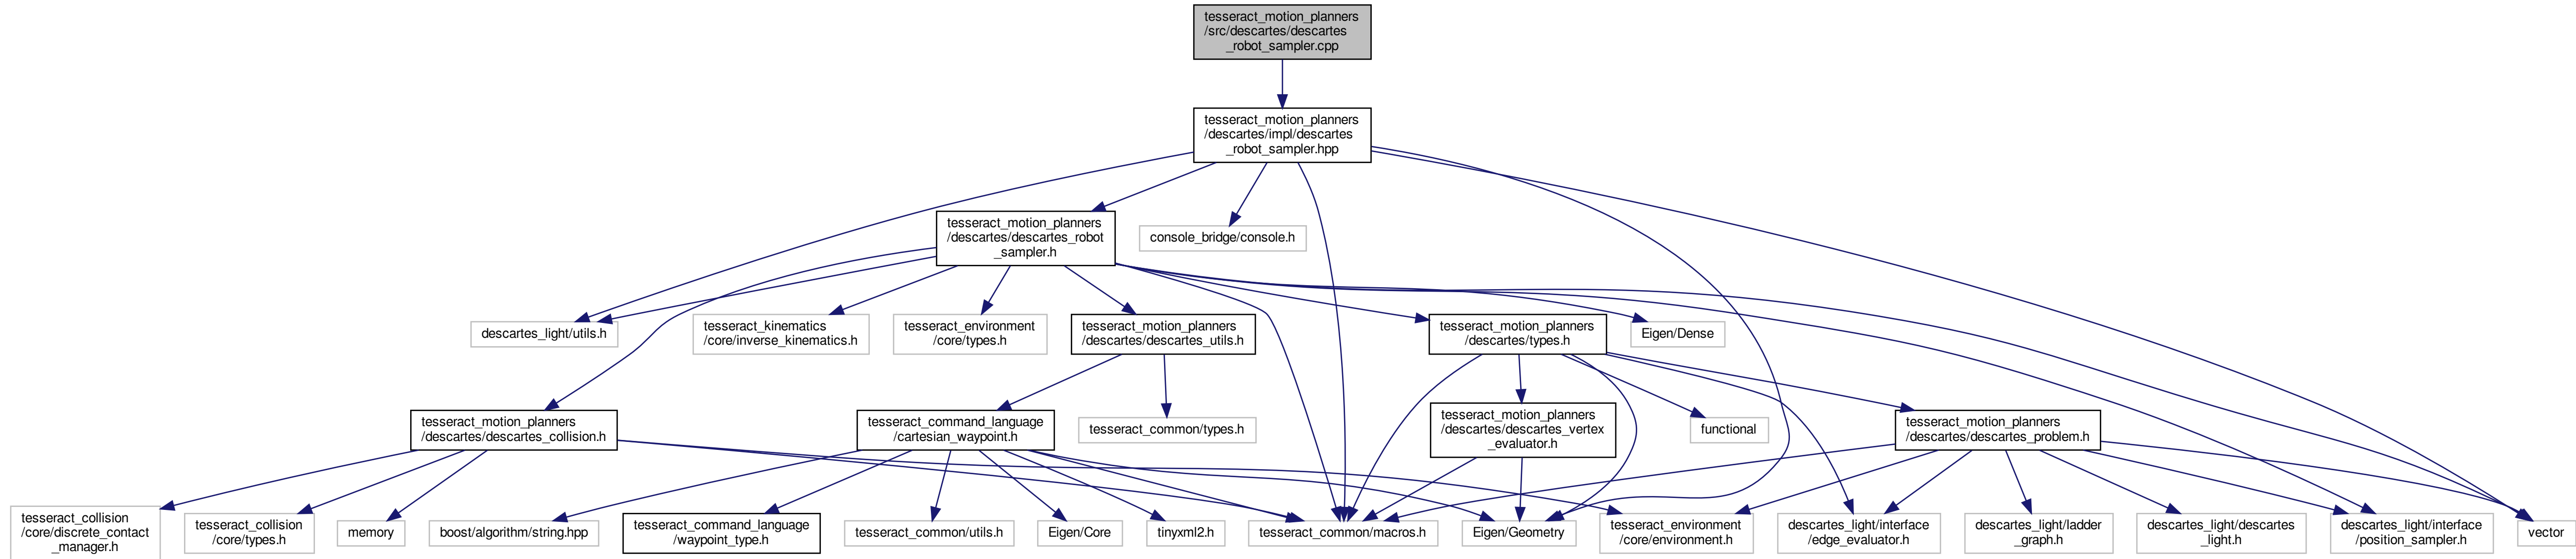 tesseract_motion_planners
/src/descartes/descartes
_robot_sampler.cpp
tesseract_motion_planners
/descartes/impl/descartes
_robot_sampler.hpp
tesseract_motion_planners
/descartes/descartes_robot
_sampler.h
console_bridge/console.h
descartes_light/utils.h
tesseract_kinematics
/core/inverse_kinematics.h
tesseract_environment
/core/types.h
tesseract_motion_planners
/descartes/descartes_utils.h
tesseract_motion_planners
/descartes/types.h
Eigen/Dense
tesseract_motion_planners
/descartes/descartes_collision.h
tesseract_command_language
/cartesian_waypoint.h
tesseract_common/types.h
tesseract_motion_planners
/descartes/descartes_vertex
_evaluator.h
functional
tesseract_motion_planners
/descartes/descartes_problem.h
tesseract_collision
/core/discrete_contact
_manager.h
tesseract_collision
/core/types.h
memory
boost/algorithm/string.hpp
tesseract_command_language
/waypoint_type.h
tesseract_common/utils.h
Eigen/Core
tinyxml2.h
tesseract_common/macros.h
Eigen/Geometry
tesseract_environment
/core/environment.h
descartes_light/interface
/edge_evaluator.h
descartes_light/ladder
_graph.h
descartes_light/descartes
_light.h
descartes_light/interface
/position_sampler.h
vector